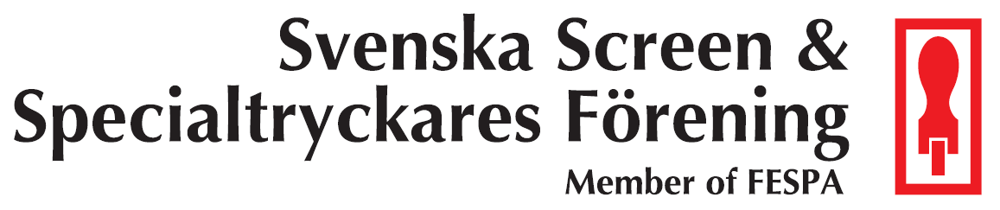 Svenska Screen &
Specialtryckares Förening
Member of FESPA